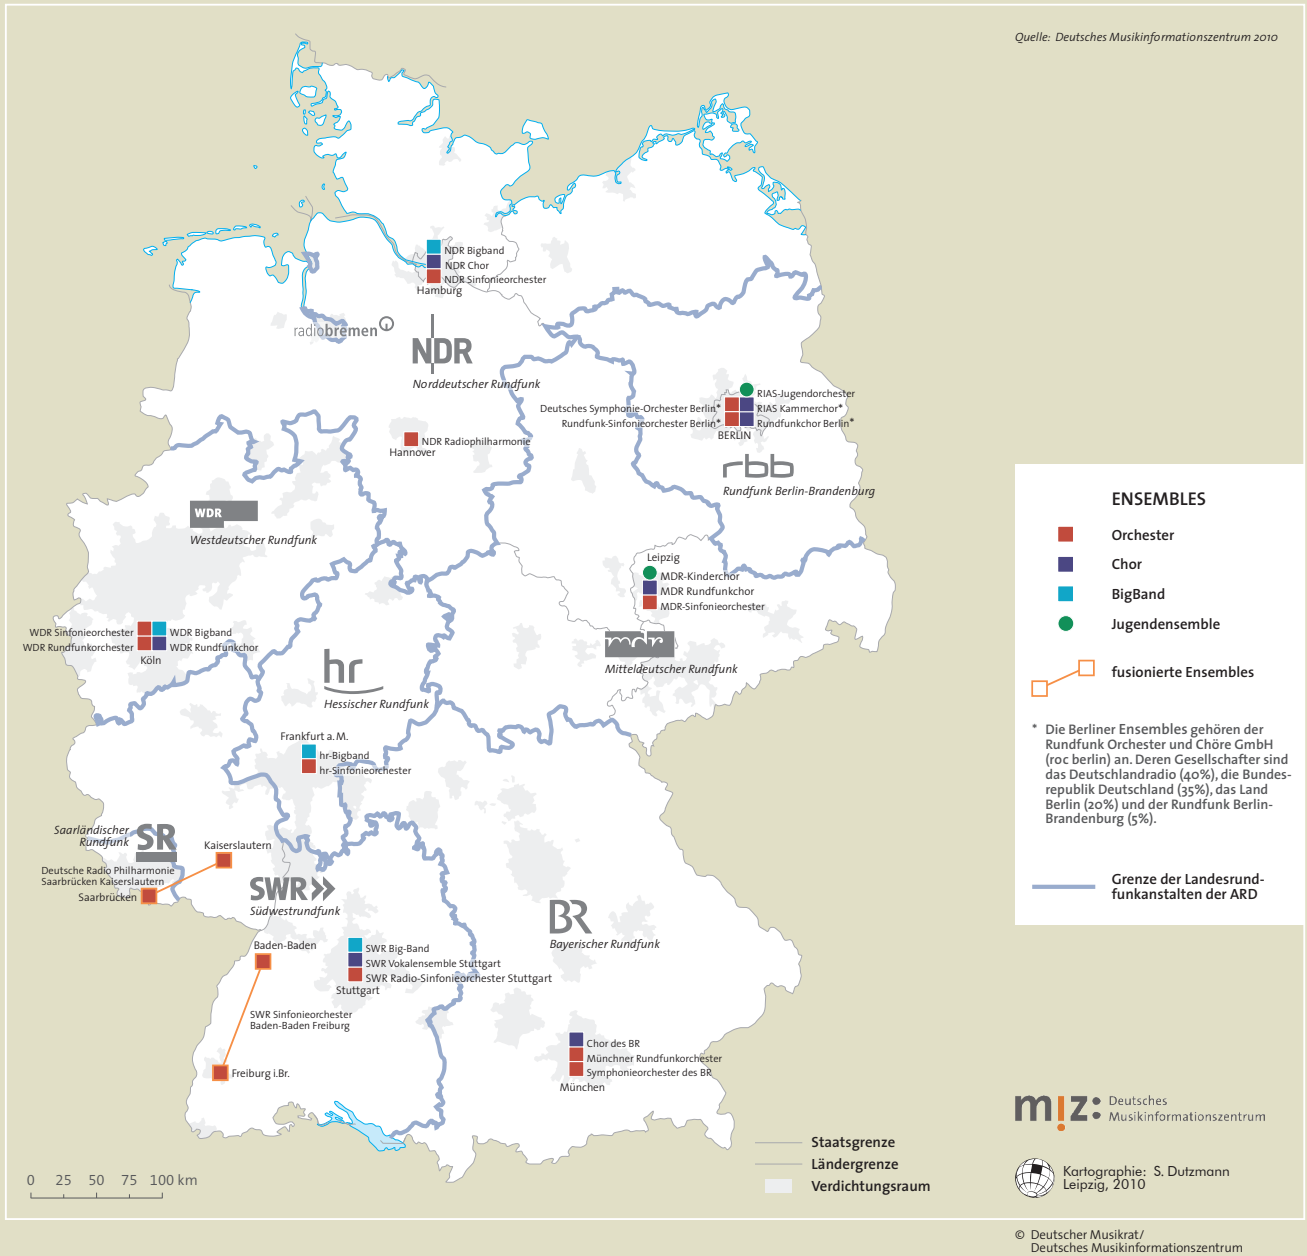 Quelle: Deutsches Musikinformationszentrum 2010
NDR Bigband
NDR Chor
NDR Sinfonieorchester
Hamburg
radiobremen
NDR
Norddeutscher Rundfunk
RIAS-Jugendorchester
Deutsches Symphonie-Orchester Berlin*
RIAS Kammerchor*
Rundfunk-Sinfonieorchester Berlin*
Rundfunkchor Berlin*
BERLIN
NDR Radiophilharmonie
Hannover
rbb
Rundfunk Berlin-Brandenburg
WDR
Westdeutscher Rundfunk
Leipzig
MDR-Kinderchor
MDR Rundfunkchor
MDR-Sinfonieorchester
WDR Sinfonieorchester
WDR Bigband
WDR Rundfunkorchester
WDR Rundfunkchor
Köln
mdr
Mitteldeutscher Rundfunk
hr
Hessischer Rundfunk
Frankfurt a.M.
hr-Bigband
hr-Sinfonieorchester
Saarländischer
Rundfunk
SR
Kaiserslautern
Deutsche Radio Philharmonie
Saarbrücken Kaiserslautern
Saarbrücken
SWR
Südwestrundfunk
BR
Bayerischer Rundfunk
Baden-Baden
SWR Big-Band
SWR Vokalensemble Stuttgart
SWR Radio-Sinfonieorchester Stuttgart
Stuttgart
SWR Sinfonieorchester
Baden-Baden Freiburg
Freiburg i.Br.
Chor des BR
Münchner Rundfunkorchester
Symphonieorchester des BR
München
ENSEMBLES
Orchester
Chor
BigBand
Jugendensemble
fusionierte Ensembles
* Die Berliner Ensembles gehören der
Rundfunk Orchester und Chöre GmbH
(roc berlin) an. Deren Gesellschafter sind
das Deutschlandradio (40%), die Bundes-
republik Deutschland (35%), das Land
Berlin (20%) und der Rundfunk Berlin-
Brandenburg (5%).
Grenze der Landesrund-
funkanstalten der ARD
Staatsgrenze
Ländergrenze
Verdichtungsraum
0 25 50 75 100 km
miz:
Deutsches
Musikinformationszentrum
Kartographie: S. Dutzmann
Leipzig, 2010
© Deutscher Musikrat/
Deutsches Musikinformationszentrum